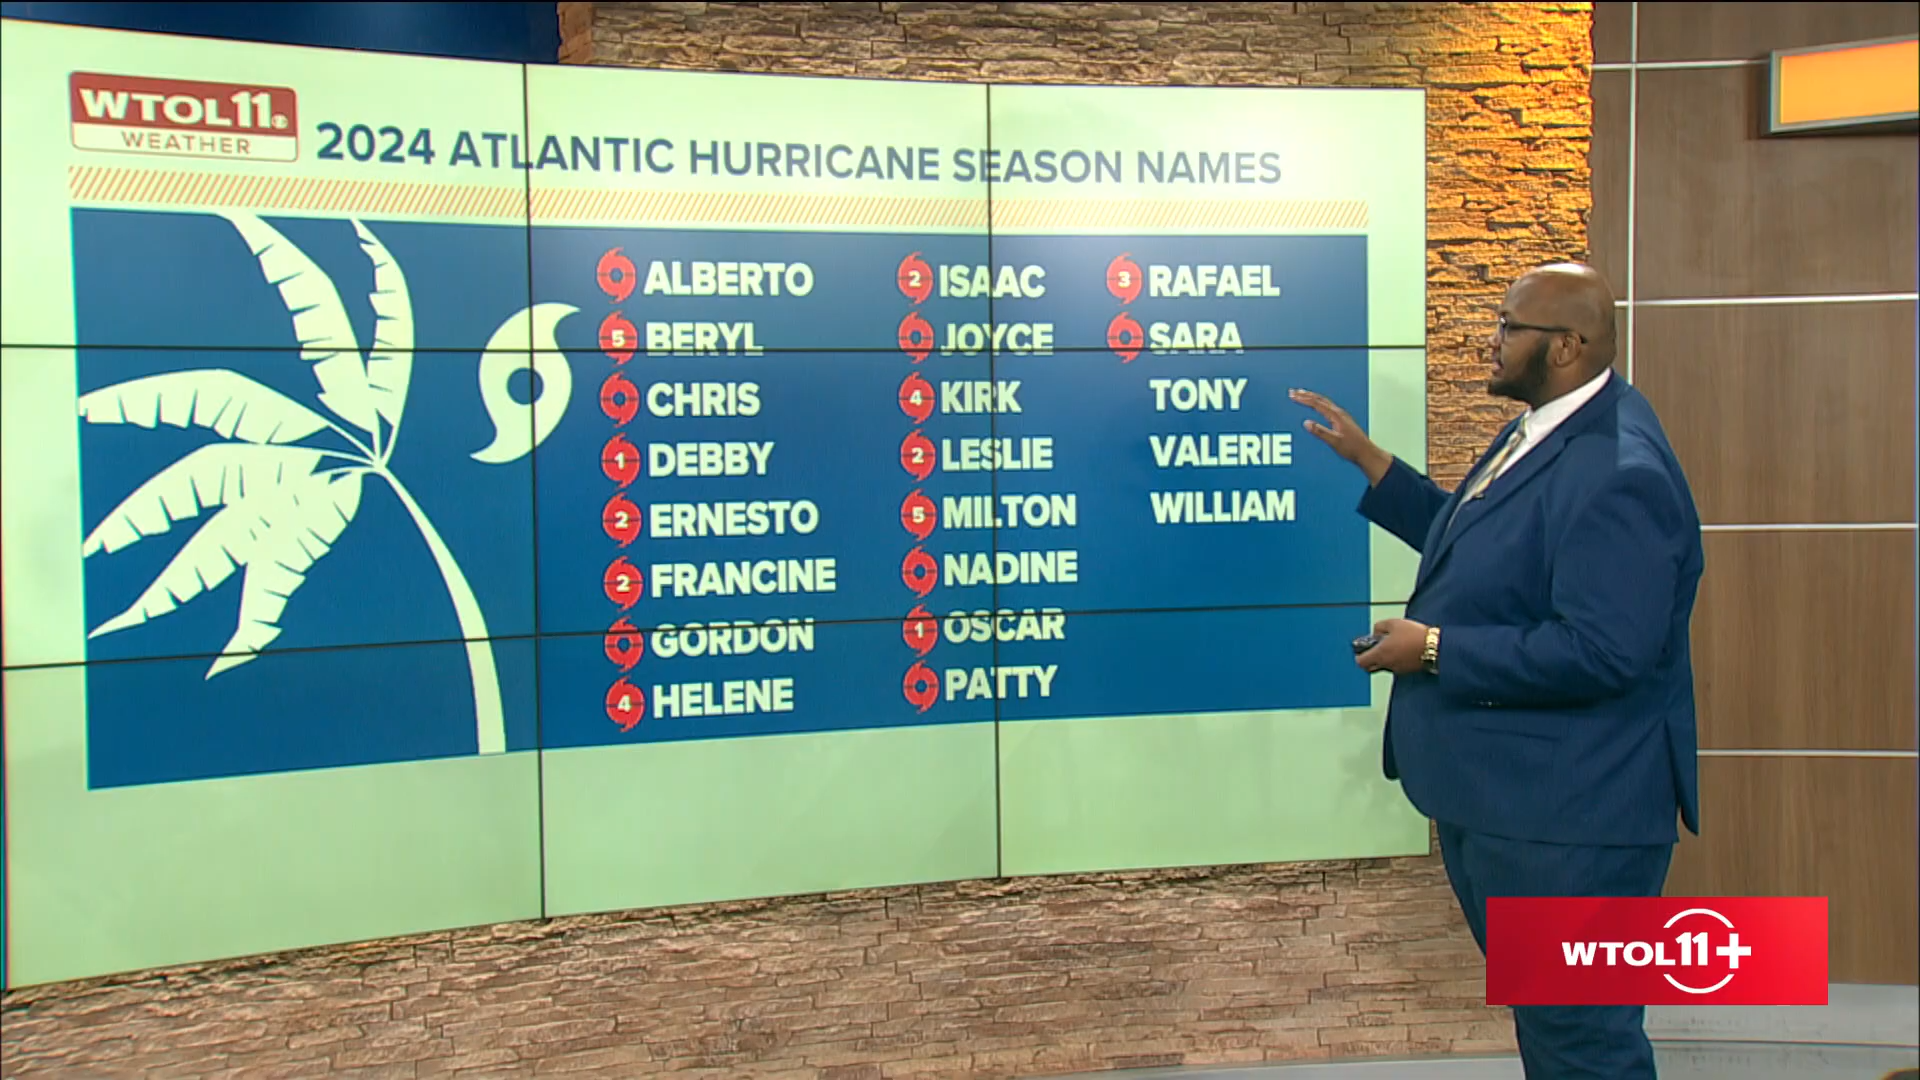 WTOL11
WEATHER
2024 ATLANTIC HURRICANE SEASON NAMES
ALBERTO
5 BERYL
CHRIS
1 DEBBY
2 ERNESTO
2 FRANCINE
GORDON
4 HELENE
2 ISAAC
JOYCE
4 KIRK
2 LESLIE
5 MILTON
NADINE
1 OSCAR
PATTY
3 RAFAEL
SARA
TONY
VALERIE
WILLIAM
WTOL11+